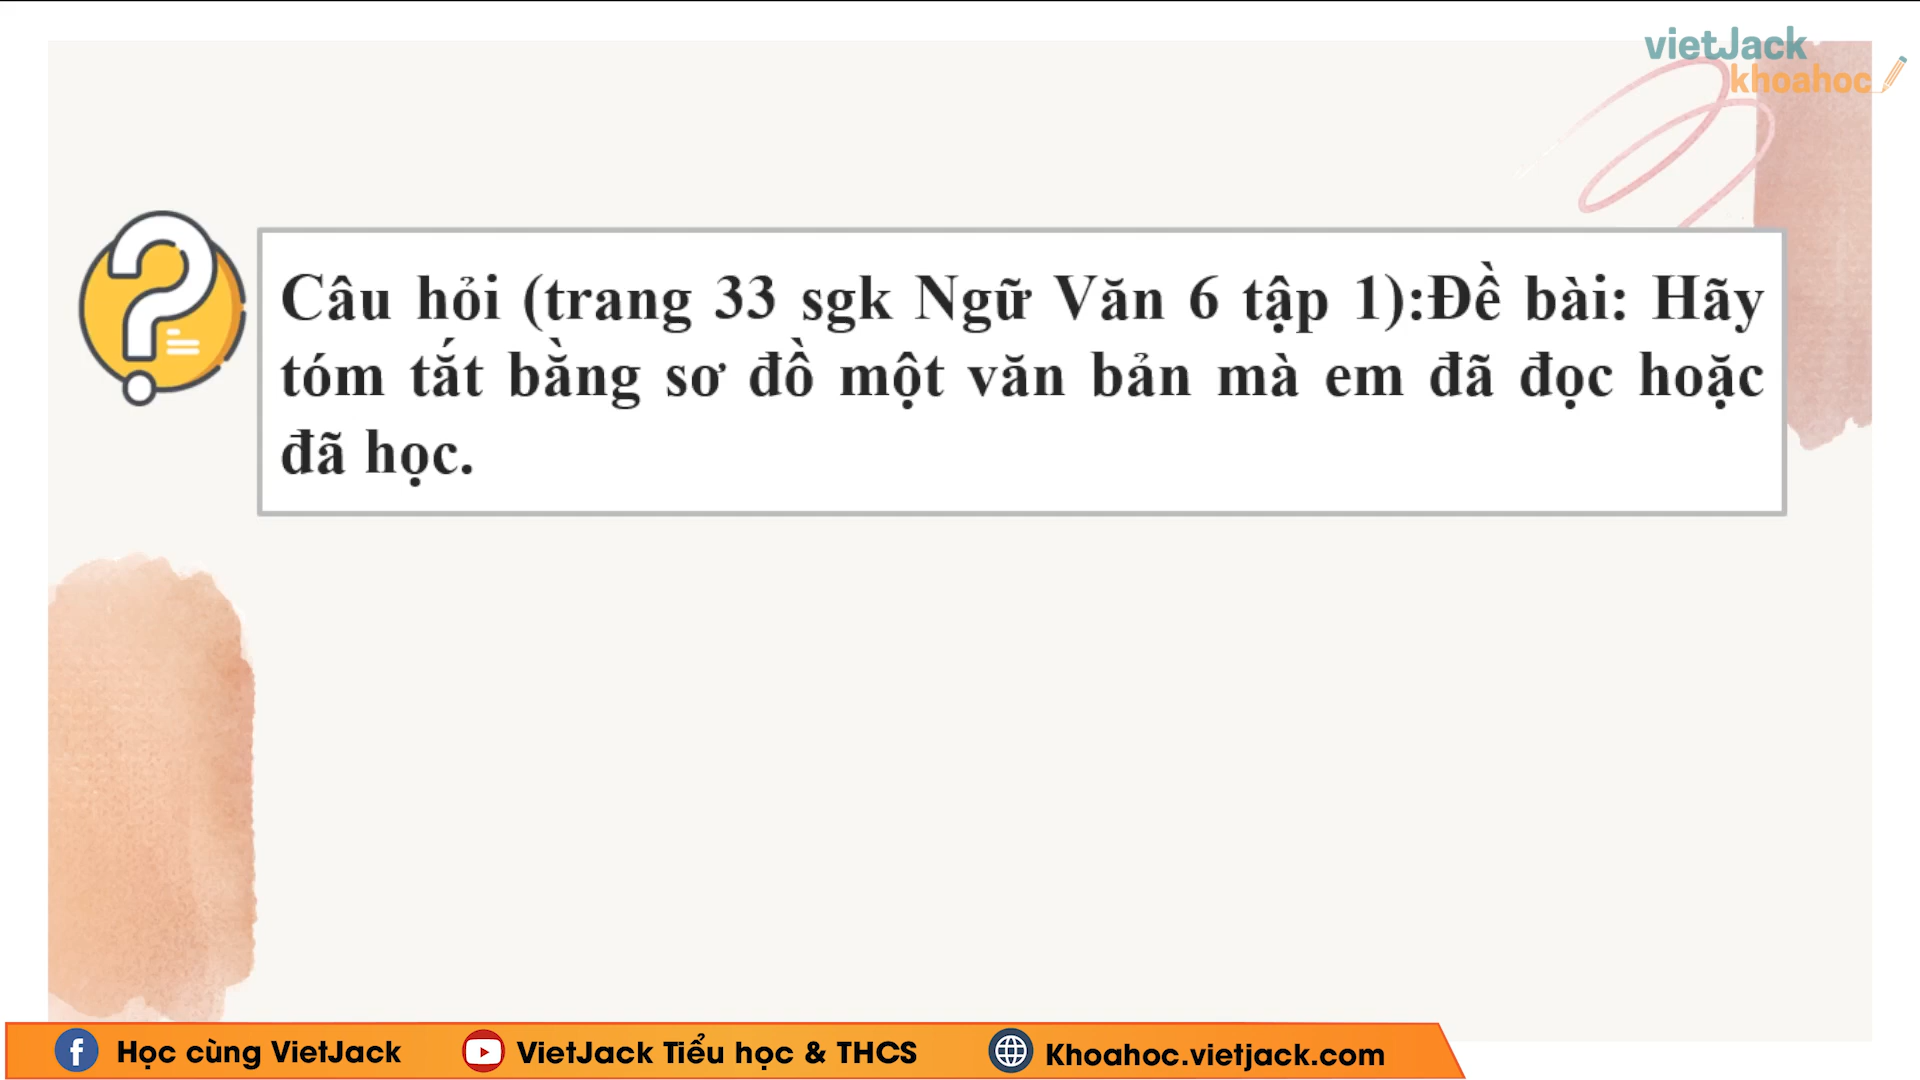 vietJack
khoahoc
Câu hỏi (trang 33 sgk Ngữ Văn 6 tập 1):Đề bài: Hãy
tóm tắt bằng sơ đồ một văn bản mà em đã đọc hoặc
đã học.
Học cùng VietJack
VietJack Tiểu học & THCS
Khoahoc.vietjack.com